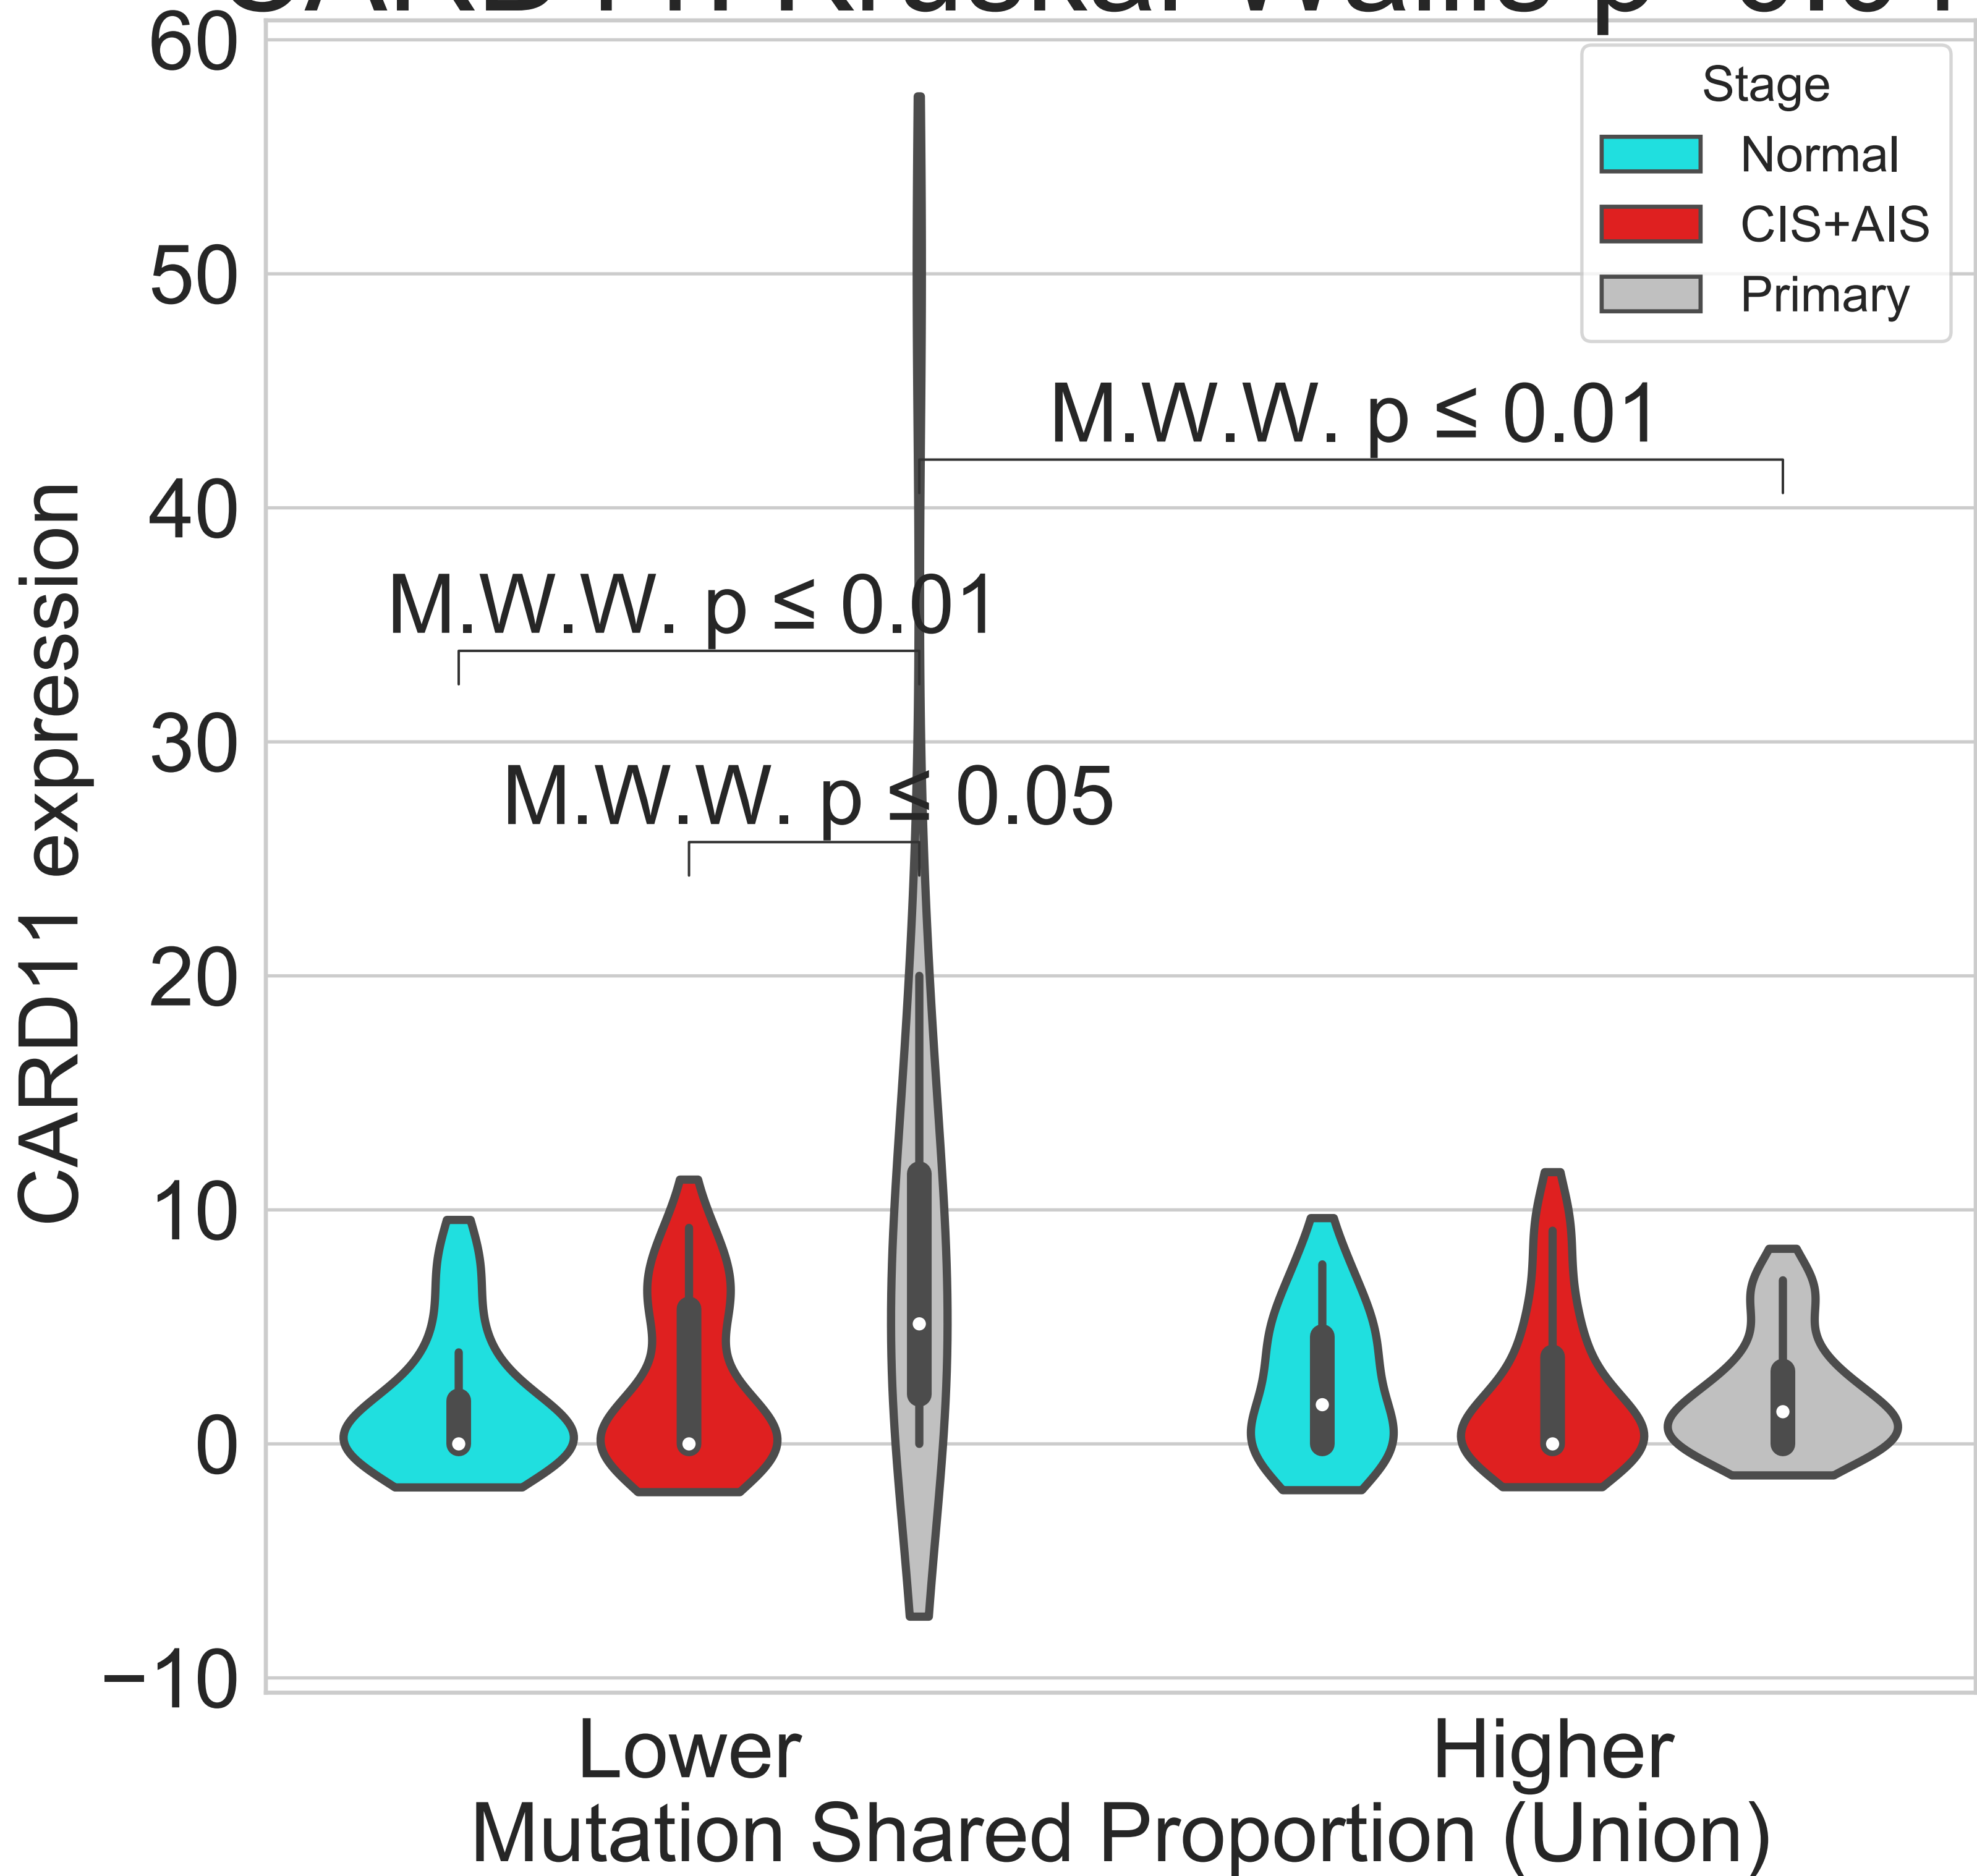 60
50
40
30
20
10
0
−10
CARD11 expression
Stage
Normal
CIS+AIS
Primary
M.W.W. p ≤ 0.01
M.W.W. p ≤ 0.01
M.W.W. p ≤ 0.05
Lower
Higher
Mutation Shared Proportion (Union)